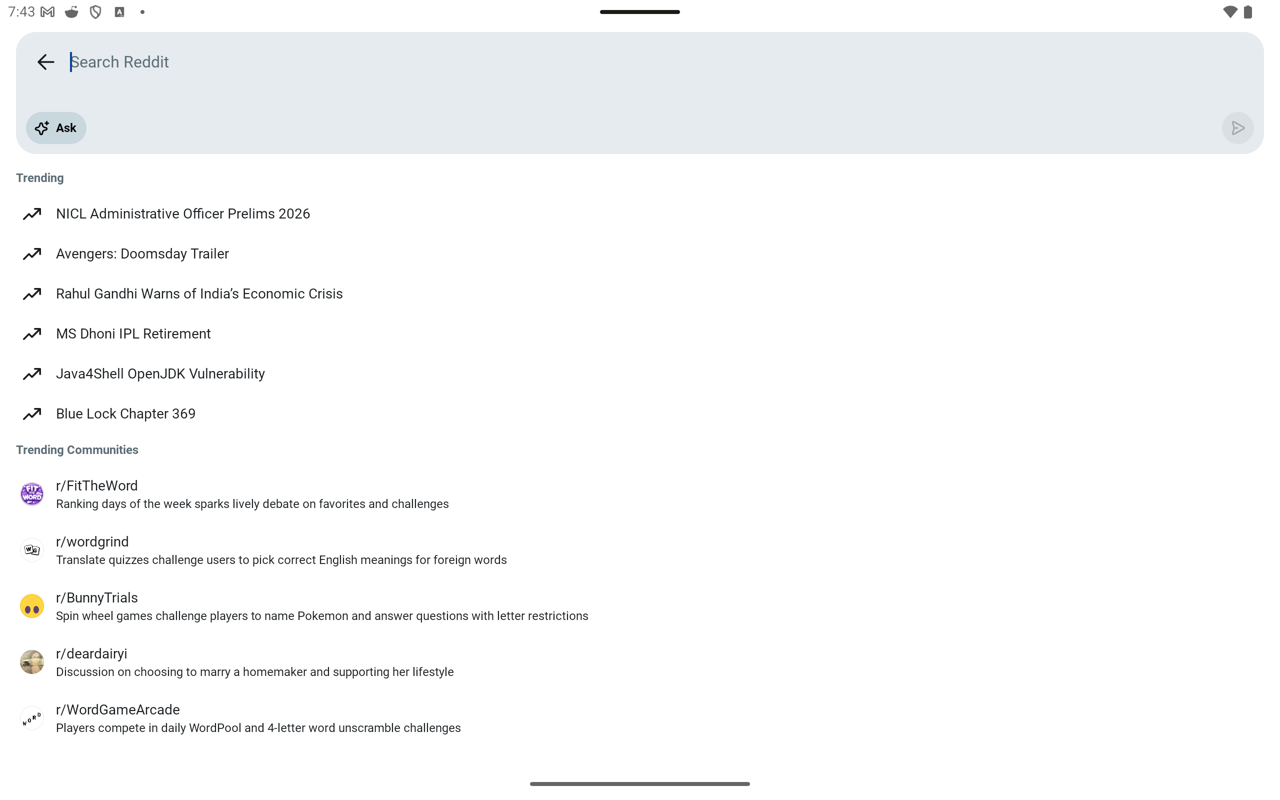 7:43
Search Reddit
Ask
Trending
NICL Administrative Officer Prelims 2026
Avengers: Doomsday Trailer
Rahul Gandhi Warns of India’s Economic Crisis
MS Dhoni IPL Retirement
Java4Shell OpenJDK Vulnerability
Blue Lock Chapter 369
Trending Communities
r/FitTheWord
Ranking days of the week sparks lively debate on favorites and challenges
r/wordgrind
Translate quizzes challenge users to pick correct English meanings for foreign words
r/BunnyTrials
Spin wheel games challenge players to name Pokemon and answer questions with letter restrictions
r/deardairyi
Discussion on choosing to marry a homemaker and supporting her lifestyle
r/WordGameArcade
Players compete in daily WordPool and 4-letter word unscramble challenges